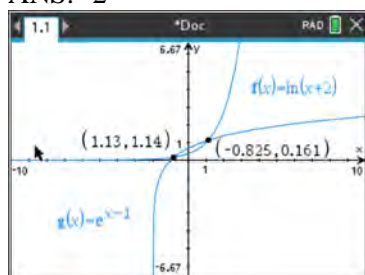 ANS: 2
1.1 *Doc RAD
6.67 y
f(x)=ln(x+2)
(1.13, 1.14) 1 (-0.825, 0.161) x
-10 1 10
g(x)=e^x-1
-6.67